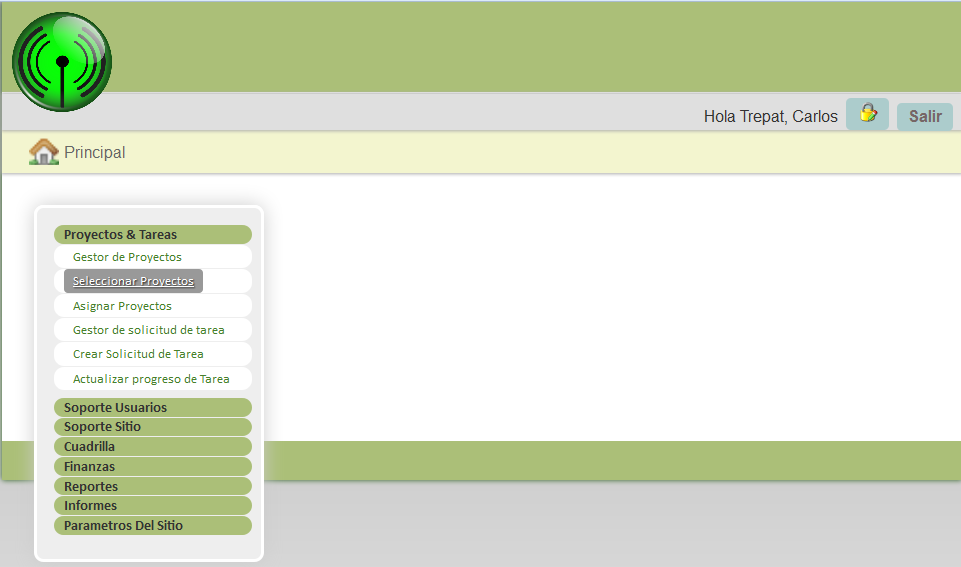 Hola Trepat, Carlos
Salir
Principal
Proyectos & Tareas
Gestor de Proyectos
Seleccionar Proyectos
Asignar Proyectos
Gestor de solicitud de tarea
Crear Solicitud de Tarea
Actualizar progreso de Tarea
Soporte Usuarios
Soporte Sitio
Cuadrilla
Finanzas
Reportes
Informes
Parametros Del Sitio